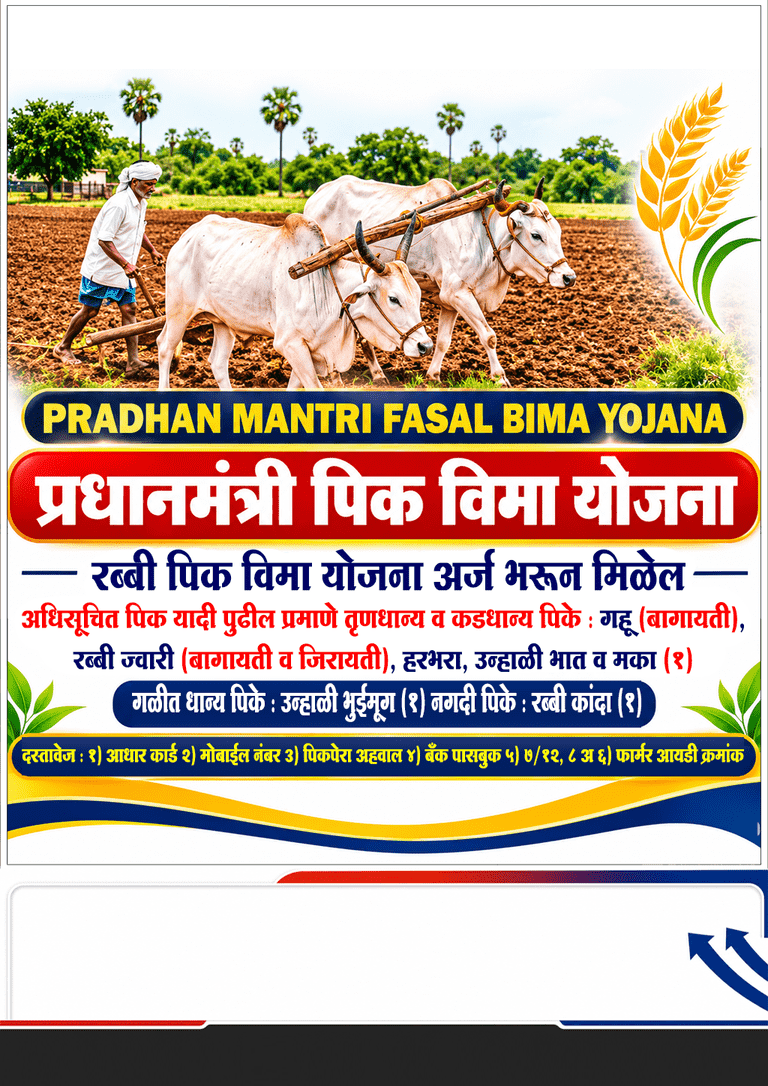 PRADHAN MANTRI FASAL BIMA YOJANA
प्रधानमंत्री पिक विमा योजना
रब्बी पिक विमा योजना अर्ज भरून मिळेल
अधिसूचित पिक यादी पुढील प्रमाणे तृणधान्य व कडधान्य पिके : गहू (बागायती),
रब्बी ज्वारी (बागायती व जिरायती), हरभरा, उन्हाळी भात व मका (१)
गळीत धान्य पिके : उन्हाळी भुईमूग (१) नगदी पिके : रब्बी कांदा (१)
दस्तावेज : १) आधार कार्ड २) मोबाईल नंबर ३) पिकपेरा अहवाल ४) बँक पासबुक ५) ७/१२, ८ अ ६) फार्मर आयडी क्रमांक